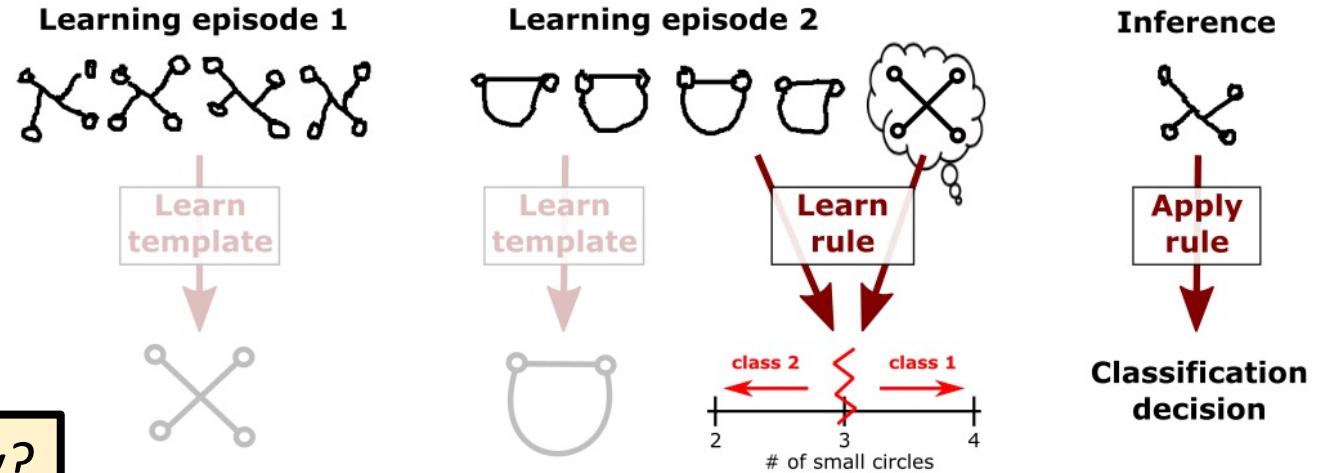 Learning episode 1
Learning episode 2
Inference
Learn
template
Learn
template
Learn
rule
Apply
rule
class 2
class 1
2
3
4
# of small circles
Classification
decision